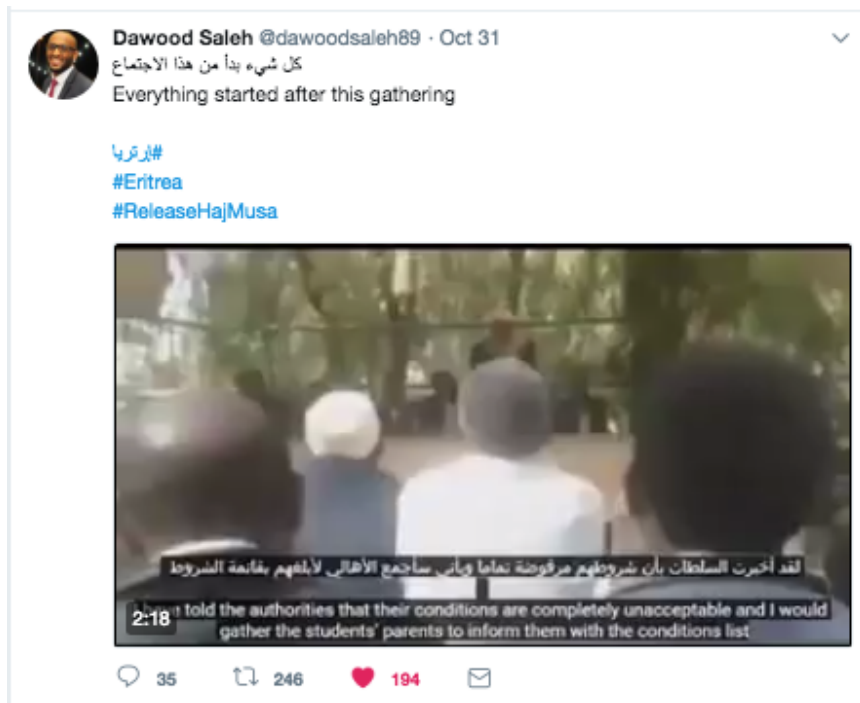 Dawood Saleh @dawoodsaleh89 · Oct 31
كل شيء بدأ من هذا الاجتماع
Everything started after this gathering
#إرتريا
#Eritrea
#ReleaseHajMusa
لقد أخبرت السلطات بأن شروطهم مرفوضة تماما وبأني سأجمع الأهالي لأبلغهم بقائمة الشروط
told the authorities that their conditions are completely unacceptable and I would
2:18
gather the students' parents to inform them with the conditions list
35 246 194